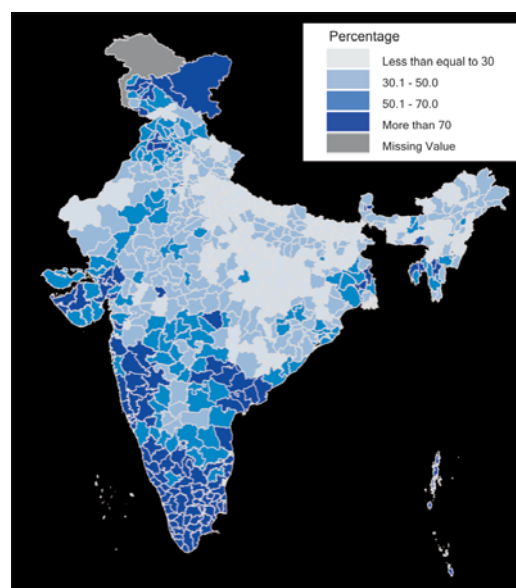 Percentage
Less than equal to 30
30.1 - 50.0
50.1 - 70.0
More than 70
Missing Value